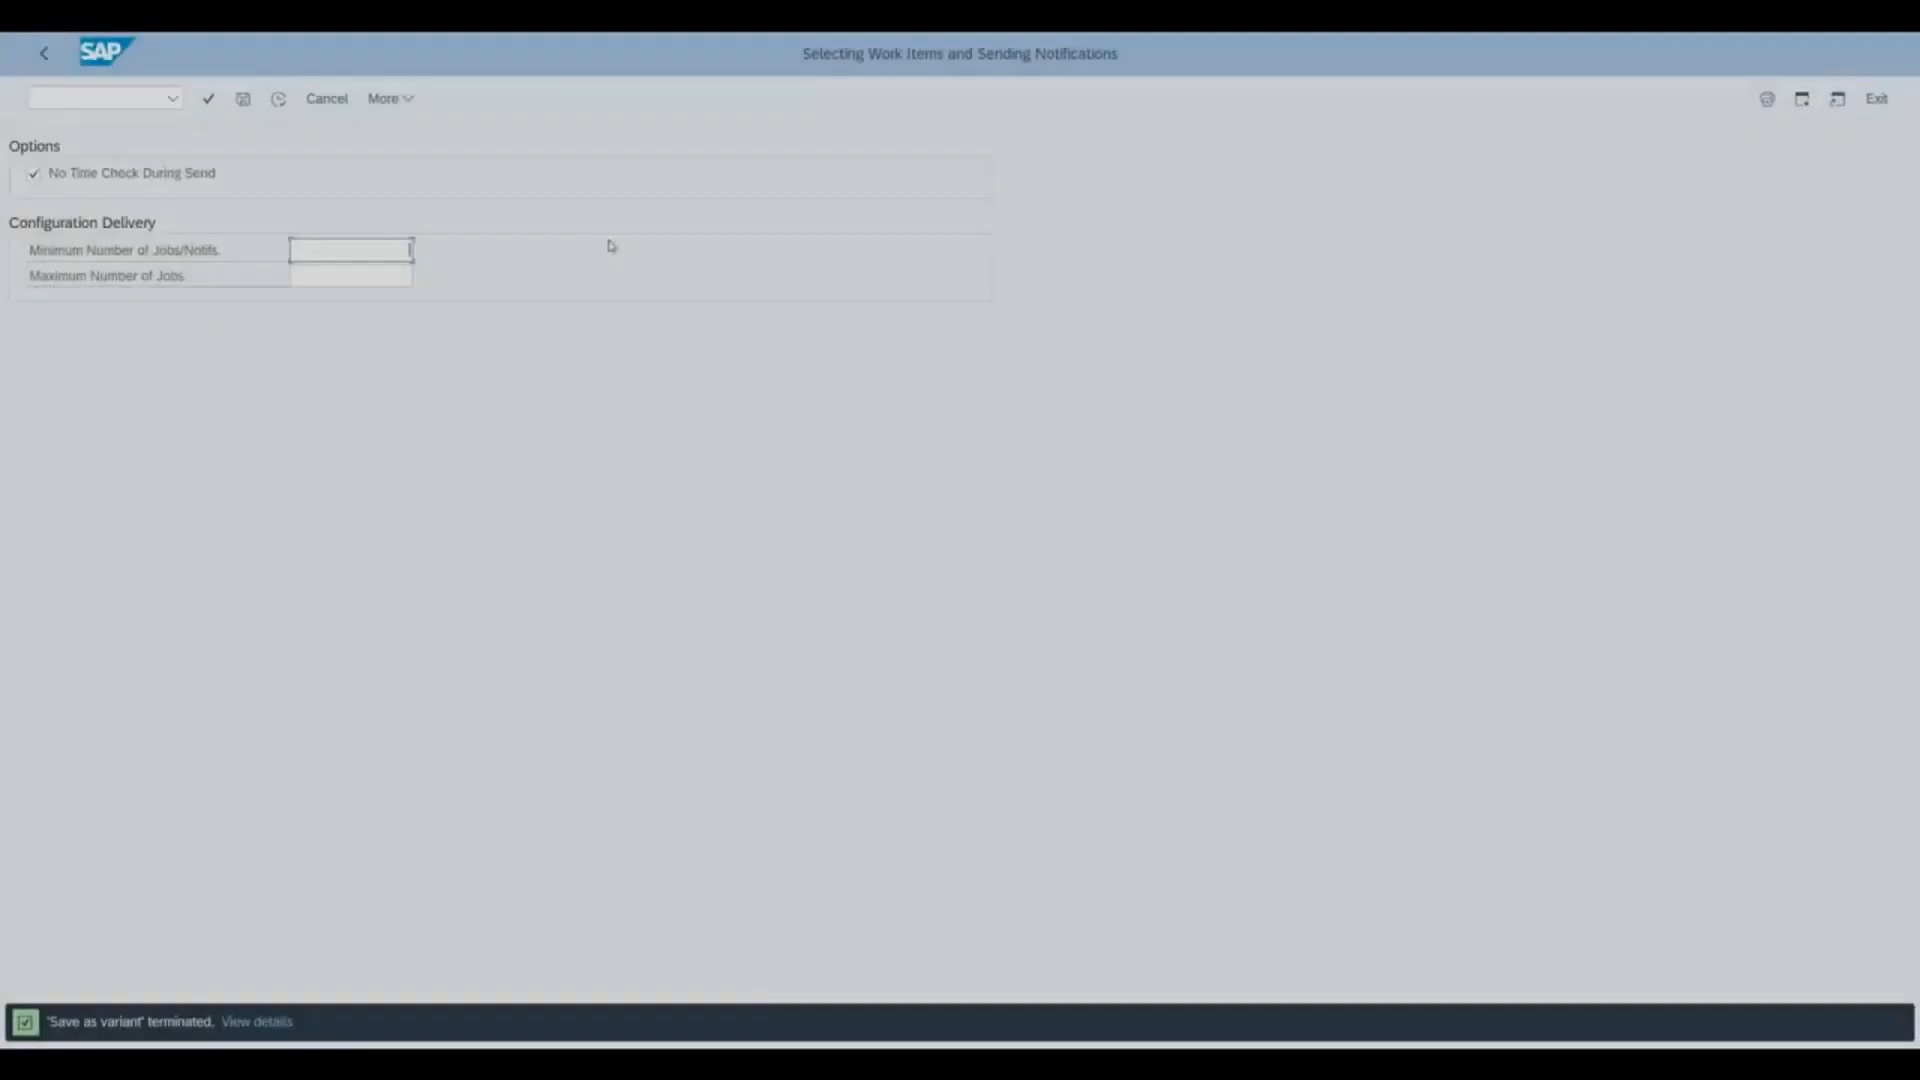 SAP
Selecting Work Items and Sending Notifications
Cancel More Exit
Options
No Time Check During Send
Configuration Delivery
Minimum Number of Jobs/Notifs.
Maximum Number of Jobs
'Save as variant' terminated. View details